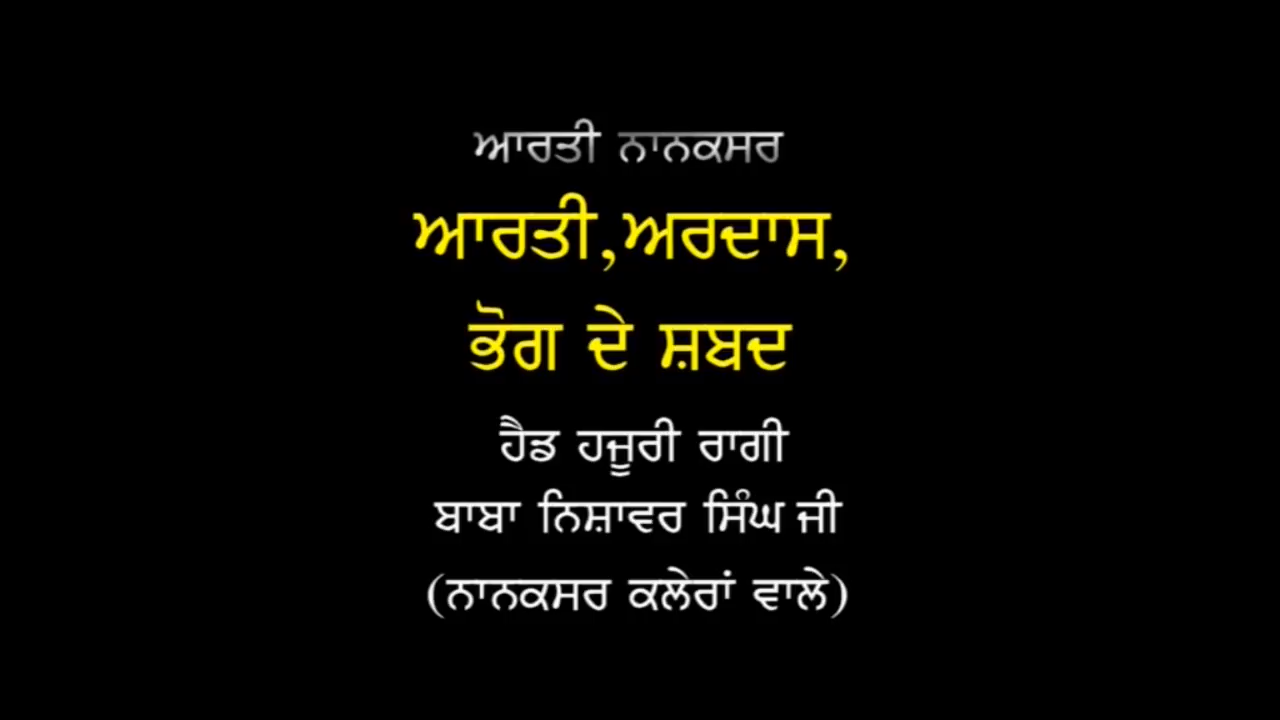 ਆਰਤੀ ਨਾਨਕਸਰ
ਆਰਤੀ,ਅਰਦਾਸ,
ਭੋਗ ਦੇ ਸ਼ਬਦ
ਹੈਡ ਹਜੂਰੀ ਰਾਗੀ
ਬਾਬਾ ਨਿਸ਼ਾਵਰ ਸਿੰਘ ਜੀ
(ਨਾਨਕਸਰ ਕਲੇਰਾਂ ਵਾਲੇ)